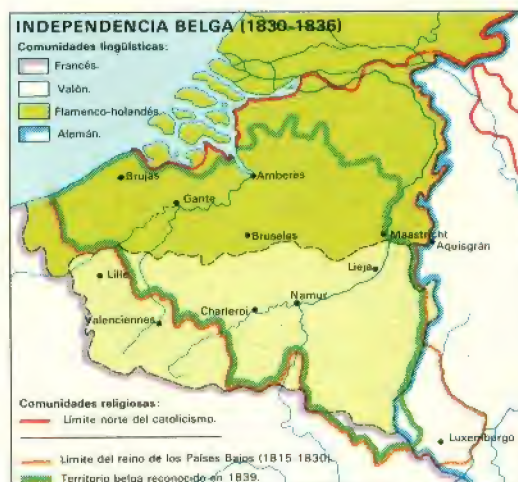 INDEPENDENCIA BELGA (1830-1836)
Comunidades lingüísticas:
Francés.
Valón.
Flamenco-holandés.
Alemán.
Brujas
Amberes
Gante
Bruselas
Maastricht
Aquisgrán
Lille
Lieja
Namur
Charleroi
Valenciennes
Comunidades religiosas:
Límite norte del catolicismo.
Luxemburgo
Límite del reino de los Países Bajos (1815 1830).
Territorio belga reconocido en 1839.